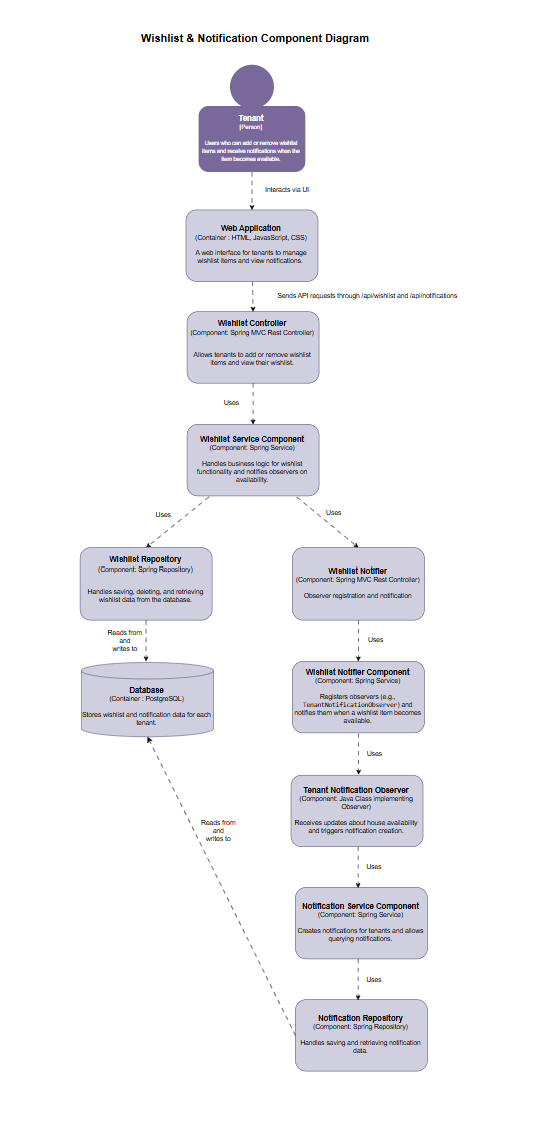 Wishlist & Notification Component Diagram
Tenant
[Person]
Users who can add or remove wishlist
items and receive notifications when the
item becomes available.
Interacts via UI
Web Application
(Container : HTML, JavaScript, CSS)
A web interface for tenants to manage
wishlist items and view notifications.
Sends API requests through /api/wishlist and /api/notifications
Wishlist Controller
(Component: Spring MVC Rest Controller)
Allows tenants to add or remove wishlist
items and view their wishlist.
Uses
Wishlist Service Component
(Component: Spring Service)
Handles business logic for wishlist
functionality and notifies observers on
availability.
Uses
Uses
Wishlist Repository
(Component: Spring Repository)
Handles saving, deleting, and retrieving
wishlist data from the database.
Wishlist Notifier
(Component: Spring MVC Rest Controller)
Observer registration and notification
Reads from
and
writes to
Uses
Database
(Container : PostgreSQL)
Stores wishlist and notification data for each
tenant.
Wishlist Notifier Component
(Component: Spring Service)
Registers observers (e.g.,
TenantNotificationObserver) and
notifies them when a wishlist item becomes
available.
Uses
Tenant Notification Observer
(Component: Java Class implementing
Observer)
Receives updates about house availability
and triggers notification creation.
Reads from
and
writes to
Uses
Notification Service Component
(Component: Spring Service)
Creates notifications for tenants and allows
querying notifications.
Uses
Notification Repository
(Component: Spring Repository)
Handles saving and retrieving notification
data.